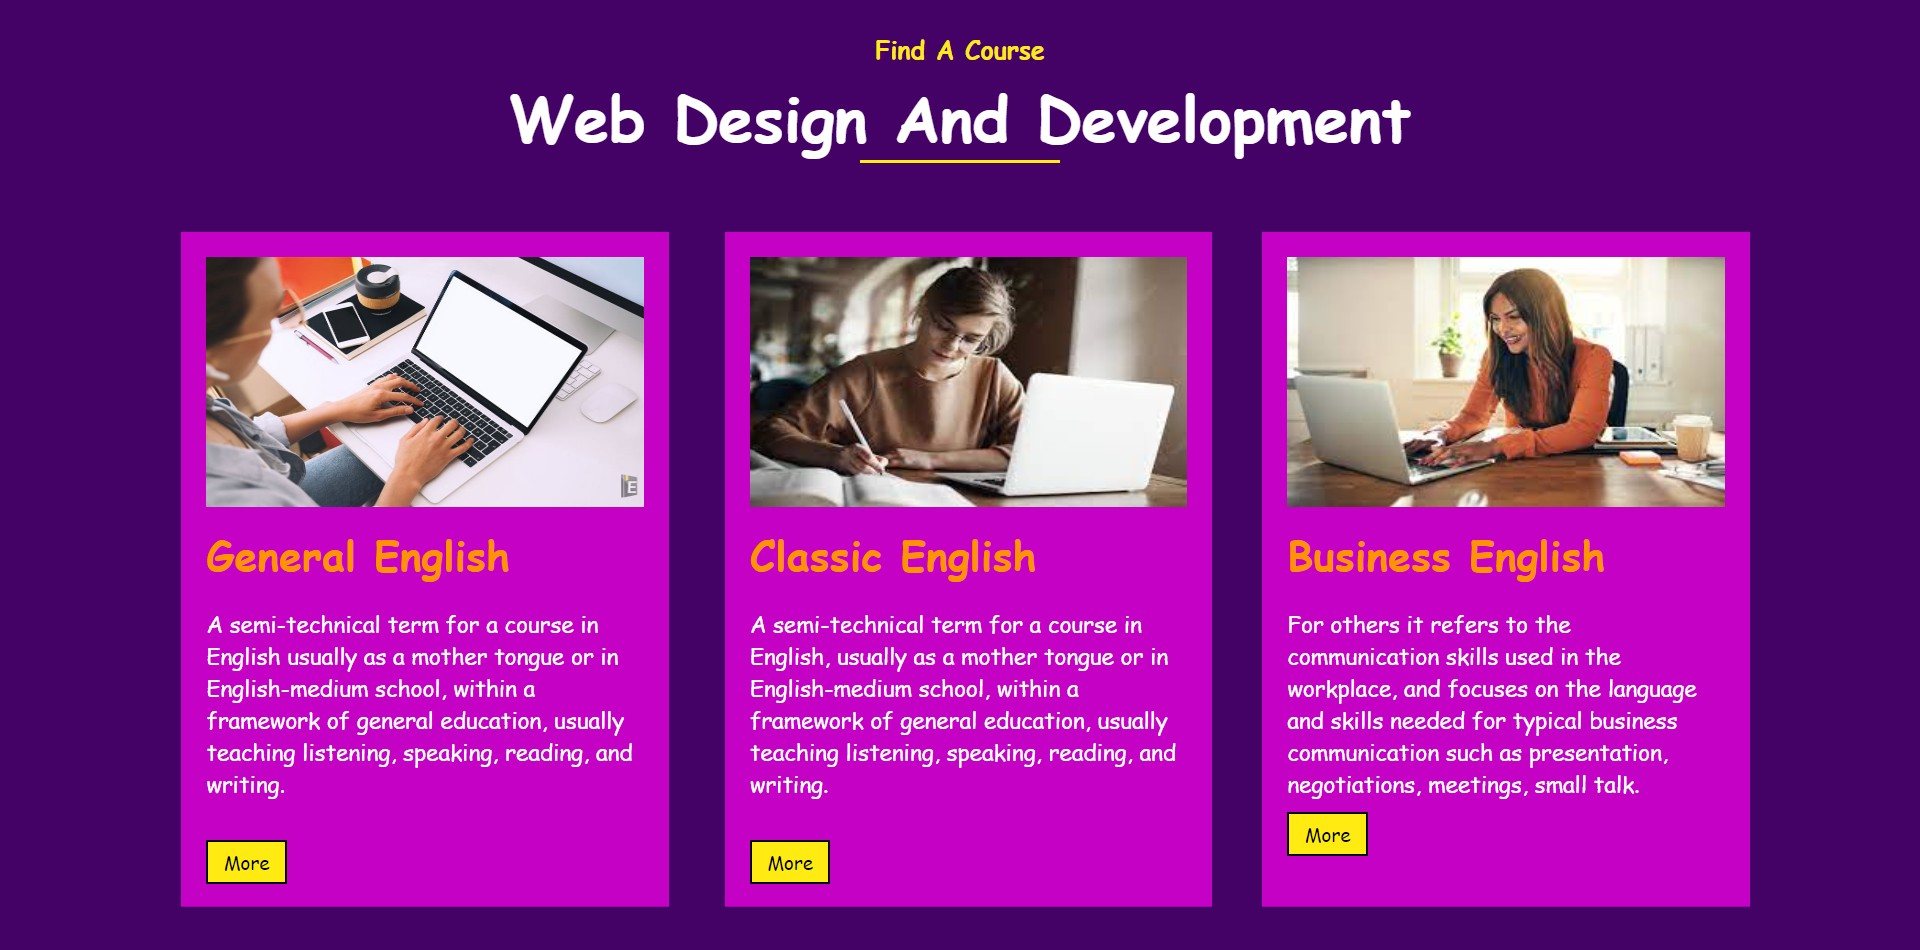 Find A Course
Web Design And Development
General English
A semi-technical term for a course in
English usually as a mother tongue or in
English-medium school, within a
framework of general education, usually
teaching listening, speaking, reading, and
writing.
More
Classic English
A semi-technical term for a course in
English, usually as a mother tongue or in
English-medium school, within a
framework of general education, usually
teaching listening, speaking, reading, and
writing.
More
Business English
For others it refers to the
communication skills used in the
workplace, and focuses on the language
and skills needed for typical business
communication such as presentation,
negotiations, meetings, small talk.
More